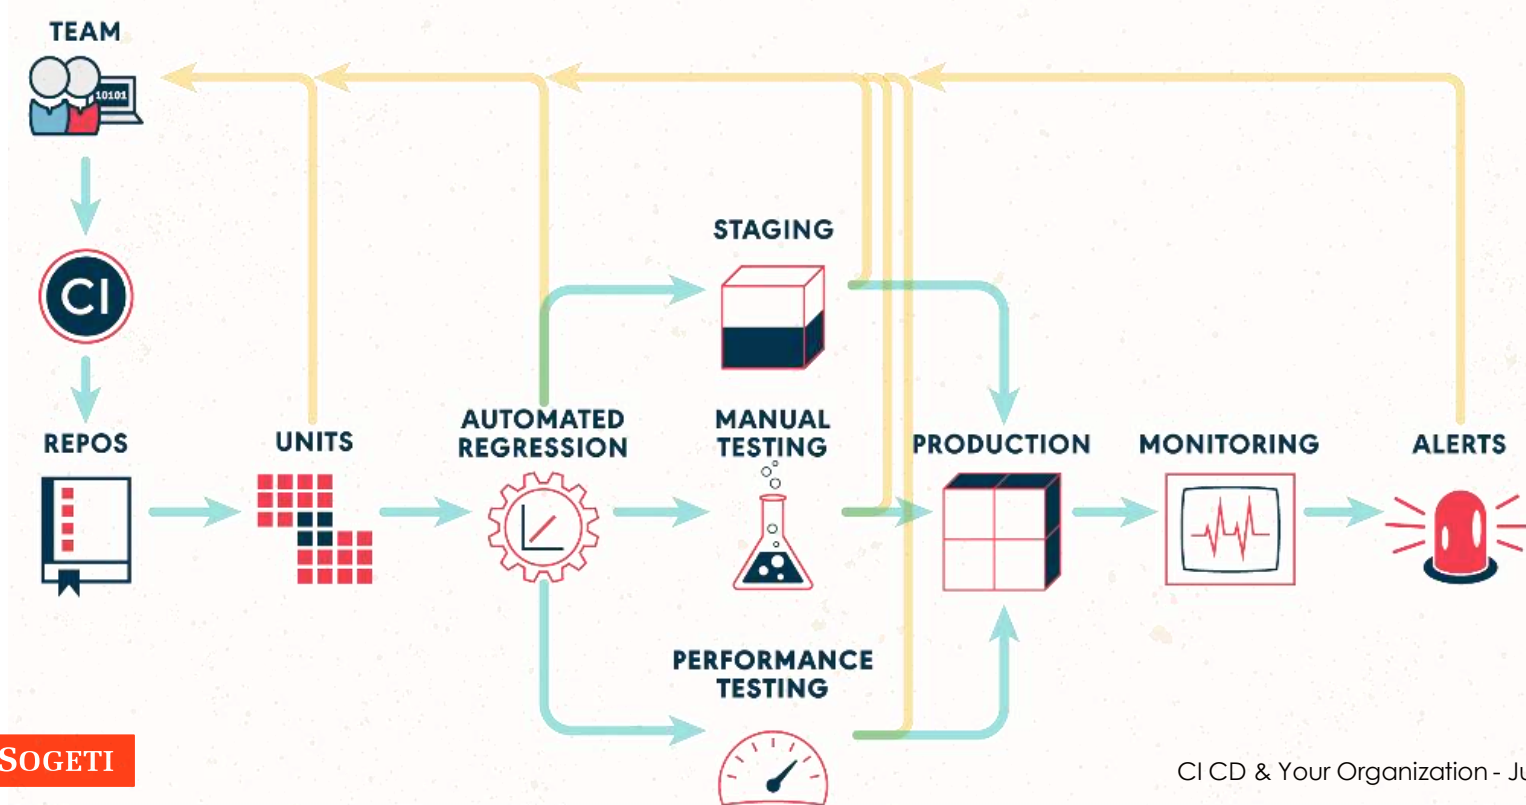 TEAM
10101
CI
REPOS
UNITS
AUTOMATED
REGRESSION
STAGING
MANUAL
TESTING
PERFORMANCE
TESTING
PRODUCTION
MONITORING
ALERTS
SOGETI
CI CD & Your Organization - Ju